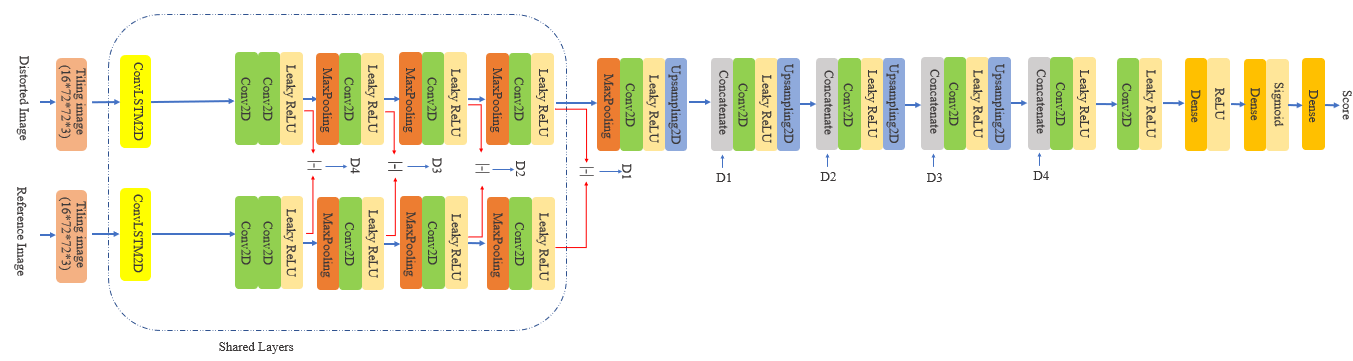 Distorted Image
Tiling image
(16*72*72*3)
ConvLSTM2D
Conv2D
Conv2D
Leaky ReLU
MaxPooling
Conv2D
Leaky ReLU
MaxPooling
Conv2D
Leaky ReLU
MaxPooling
Conv2D
Leaky ReLU
MaxPooling
Conv2D
Leaky ReLU
Upsampling2D
Concatenate
Conv2D
Leaky ReLU
Upsampling2D
Concatenate
Conv2D
Leaky ReLU
Upsampling2D
Concatenate
Conv2D
Leaky ReLU
Upsampling2D
Concatenate
Conv2D
Leaky ReLU
Conv2D
Leaky ReLU
Dense
ReLU
Dense
Sigmoid
Dense
Score
|-|
D4
|-|
D3
|-|
D2
|-|
D1
D1
D2
D3
D4
Reference Image
Tiling image
(16*72*72*3)
ConvLSTM2D
Conv2D
Conv2D
Leaky ReLU
MaxPooling
Conv2D
Leaky ReLU
MaxPooling
Conv2D
Leaky ReLU
MaxPooling
Conv2D
Leaky ReLU
Shared Layers